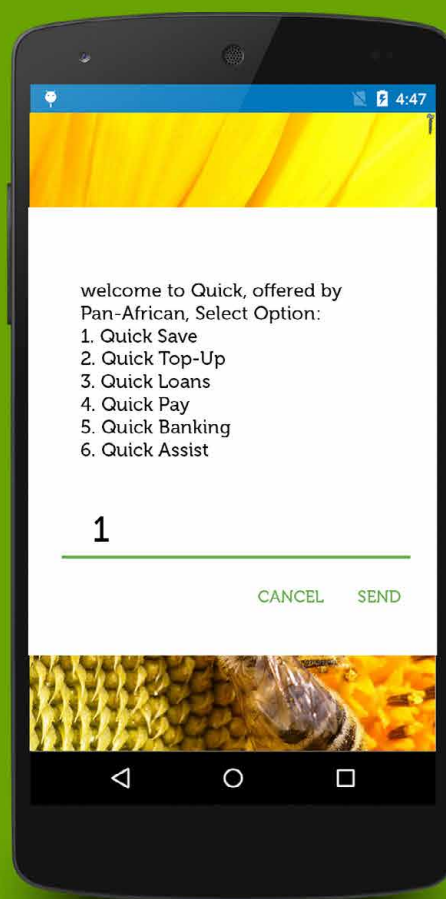 4:47
welcome to Quick, offered by
Pan-African, Select Option:
1. Quick Save
2. Quick Top-Up
3. Quick Loans
4. Quick Pay
5. Quick Banking
6. Quick Assist
1
CANCEL SEND